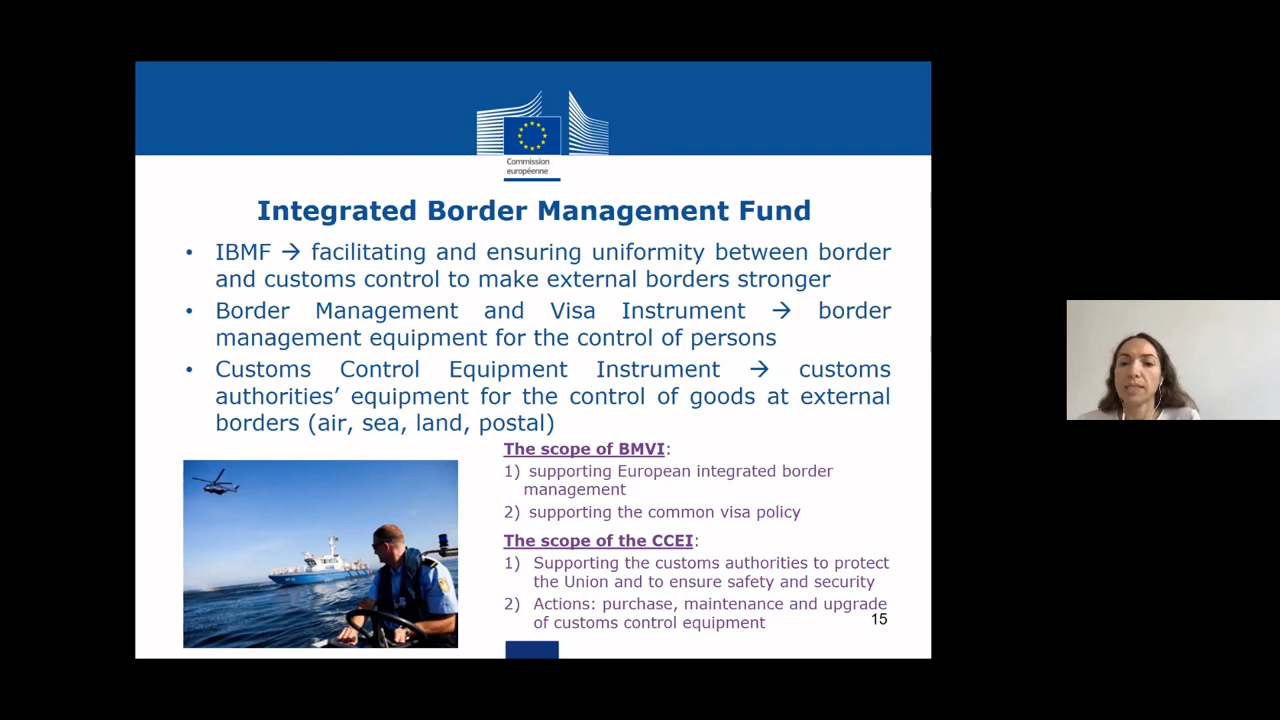 Commission
européenne
Integrated Border Management Fund
• IBMF → facilitating and ensuring uniformity between border
and customs control to make external borders stronger
• Border Management and Visa Instrument → border
management equipment for the control of persons
• Customs Control Equipment Instrument → customs
authorities’ equipment for the control of goods at external
borders (air, sea, land, postal)
The scope of BMVI:
1) supporting European integrated border
management
2) supporting the common visa policy
The scope of the CCEI:
1) Supporting the customs authorities to protect
the Union and to ensure safety and security
2) Actions: purchase, maintenance and upgrade
of customs control equipment
15